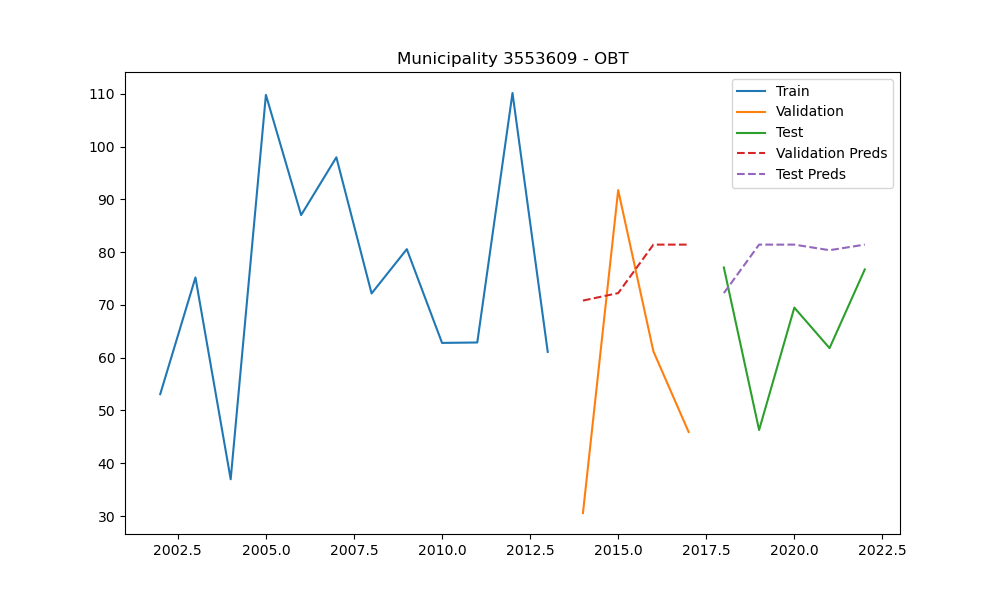 Municipality 3553609 - OBT
110
100
90
80
70
60
50
40
30
2002.5 2005.0 2007.5 2010.0 2012.5 2015.0 2017.5 2020.0 2022.5
Train
Validation
Test
Validation Preds
Test Preds